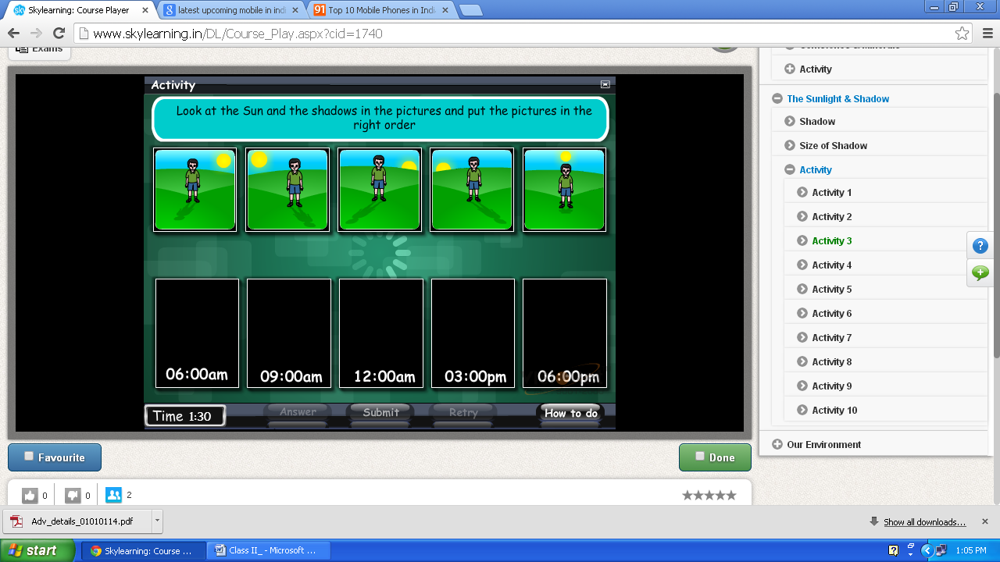 Skylearning: Course Player
latest upcoming mobile in indi
91 Top 10 Mobile Phones in Indi
www.skylearning.in/DL/Course_Play.aspx?cid=1740
Exams
Activity
Look at the Sun and the shadows in the pictures and put the pictures in the
right order
06:00am
09:00am
12:00am
03:00pm
06:00pm
Time 1:30
Answer
Submit
Retry
How to do
Favourite
Done
0
0
2
Activity
The Sunlight & Shadow
Shadow
Size of Shadow
Activity
Activity 1
Activity 2
Activity 3
Activity 4
Activity 5
Activity 6
Activity 7
Activity 8
Activity 9
Activity 10
Our Environment
Adv_details_01010114.pdf
Show all downloads...
start
Skylearning: Course ...
Class II_ - Microsoft ...
1:05 PM